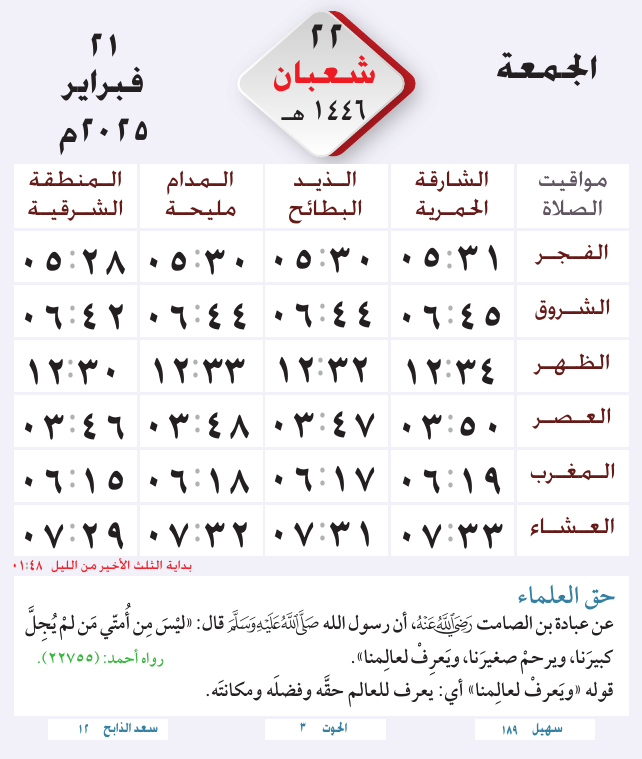 الجمعة
٢٢
شعبان
١٤٤٦ هـ
٢١
فبراير
٢٠٢٥م
مواقيت الصلاة | الشارقة الحمرية | الذيد البطائح | المدام مليحة | المنطقة الشرقية
الفجر ٠٥:٣١ ٠٥:٣٠ ٠٥:٣٠ ٠٥:٢٨
الشروق ٠٦:٤٥ ٠٦:٤٤ ٠٦:٤٤ ٠٦:٤٢
الظهر ١٢:٣٤ ١٢:٣٢ ١٢:٣٣ ١٢:٣٠
العصر ٠٣:٥٠ ٠٣:٤٧ ٠٣:٤٨ ٠٣:٤٦
المغرب ٠٦:١٩ ٠٦:١٧ ٠٦:١٨ ٠٦:١٥
العشاء ٠٧:٣٣ ٠٧:٣١ ٠٧:٣٢ ٠٧:٢٩
بداية الثلث الأخير من الليل ٠١:٤٨
حق العلماء
عن عبادة بن الصامت رَضِيَ اللَّهُ عَنْهُ، أن رسول الله صَلَّى اللَّهُ عَلَيْهِ وَسَلَّمَ قال: «ليْسَ مِن أُمتّي مَن لمْ يُجِلَّ
كبيرَنا، ويرحمْ صغيرَنا، ويَعرِفْ لعالِمنا». رواه أحمد: (٢٢٧٥٥).
قوله «ويَعرفْ لعالِمنا» أي: يعرف للعالم حقَّه وفضلَه ومكانتَه.
سهيل ١٨٩
الحوت ٣
سعد الذابح ١٢